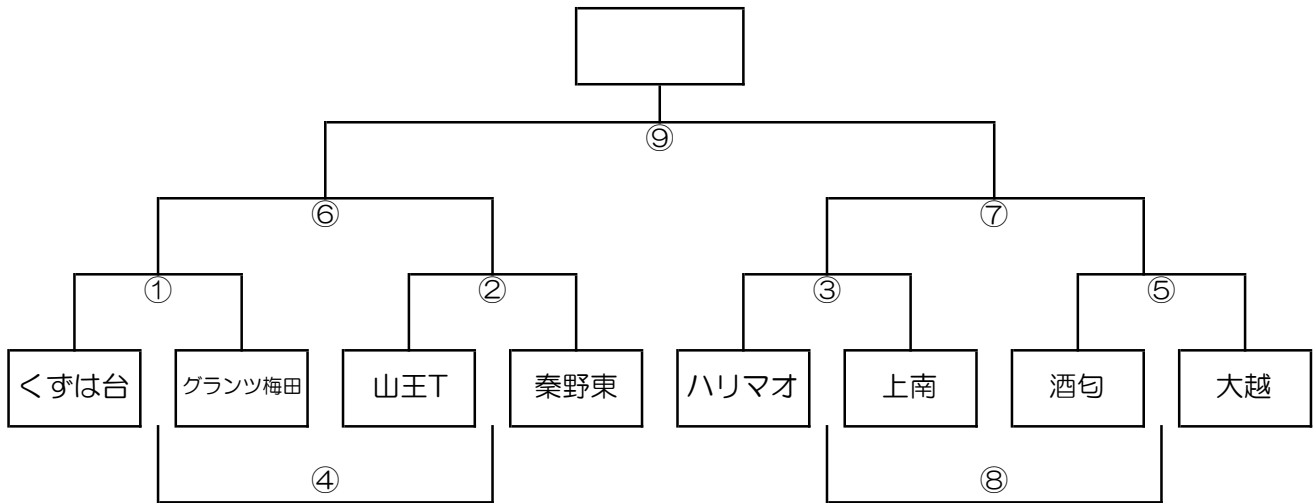 ⑨
⑥
⑦
①
②
③
⑤
くずは台
グランツ梅田
山王T
秦野東
ハリマオ
上南
酒匂
大越
④
⑧